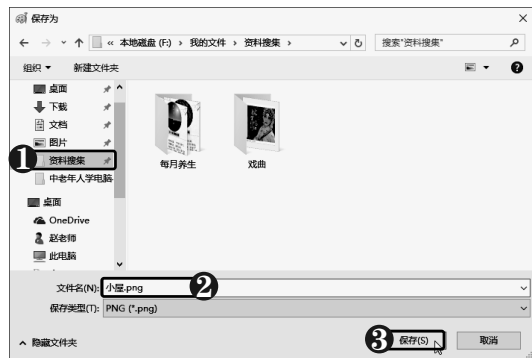 保存为
« 本地磁盘 (F:) › 我的文件 › 资料搜集 ›
搜索"资料搜集"
组织 新建文件夹
桌面
下载
文档
图片
1 资料搜集
中老年人学电脑
桌面
OneDrive
赵老师
此电脑
每月养生
戏曲
文件名(N): 小屋.png 2
保存类型(T): PNG (*.png)
隐藏文件夹
3 保存(S) 取消